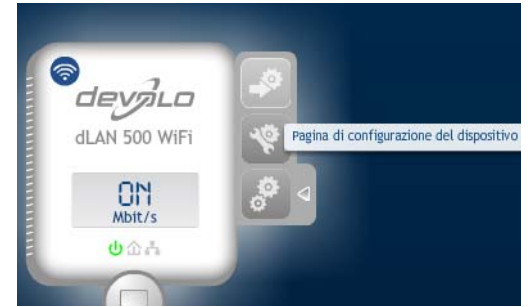 devolo
dLAN 500 WiFi
Pagina di configurazione del dispositivo
ON
Mbit/s